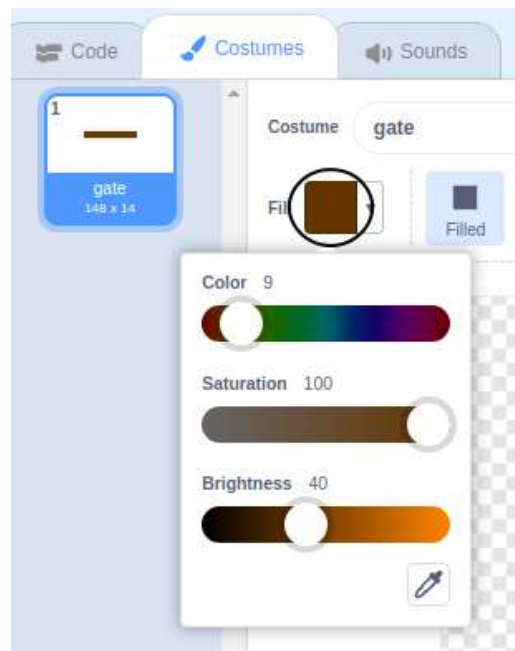 Code
Costumes
Sounds
1
gate
148 x 14
Costume
gate
Fil
Filled
Color 9
Saturation 100
Brightness 40